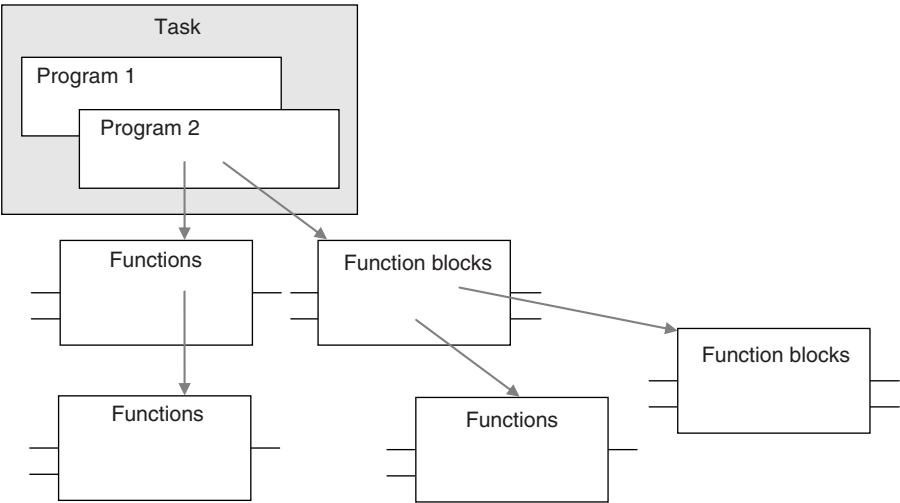 Task
Program 1
Program 2
Functions
Function blocks
Function blocks
Functions
Functions